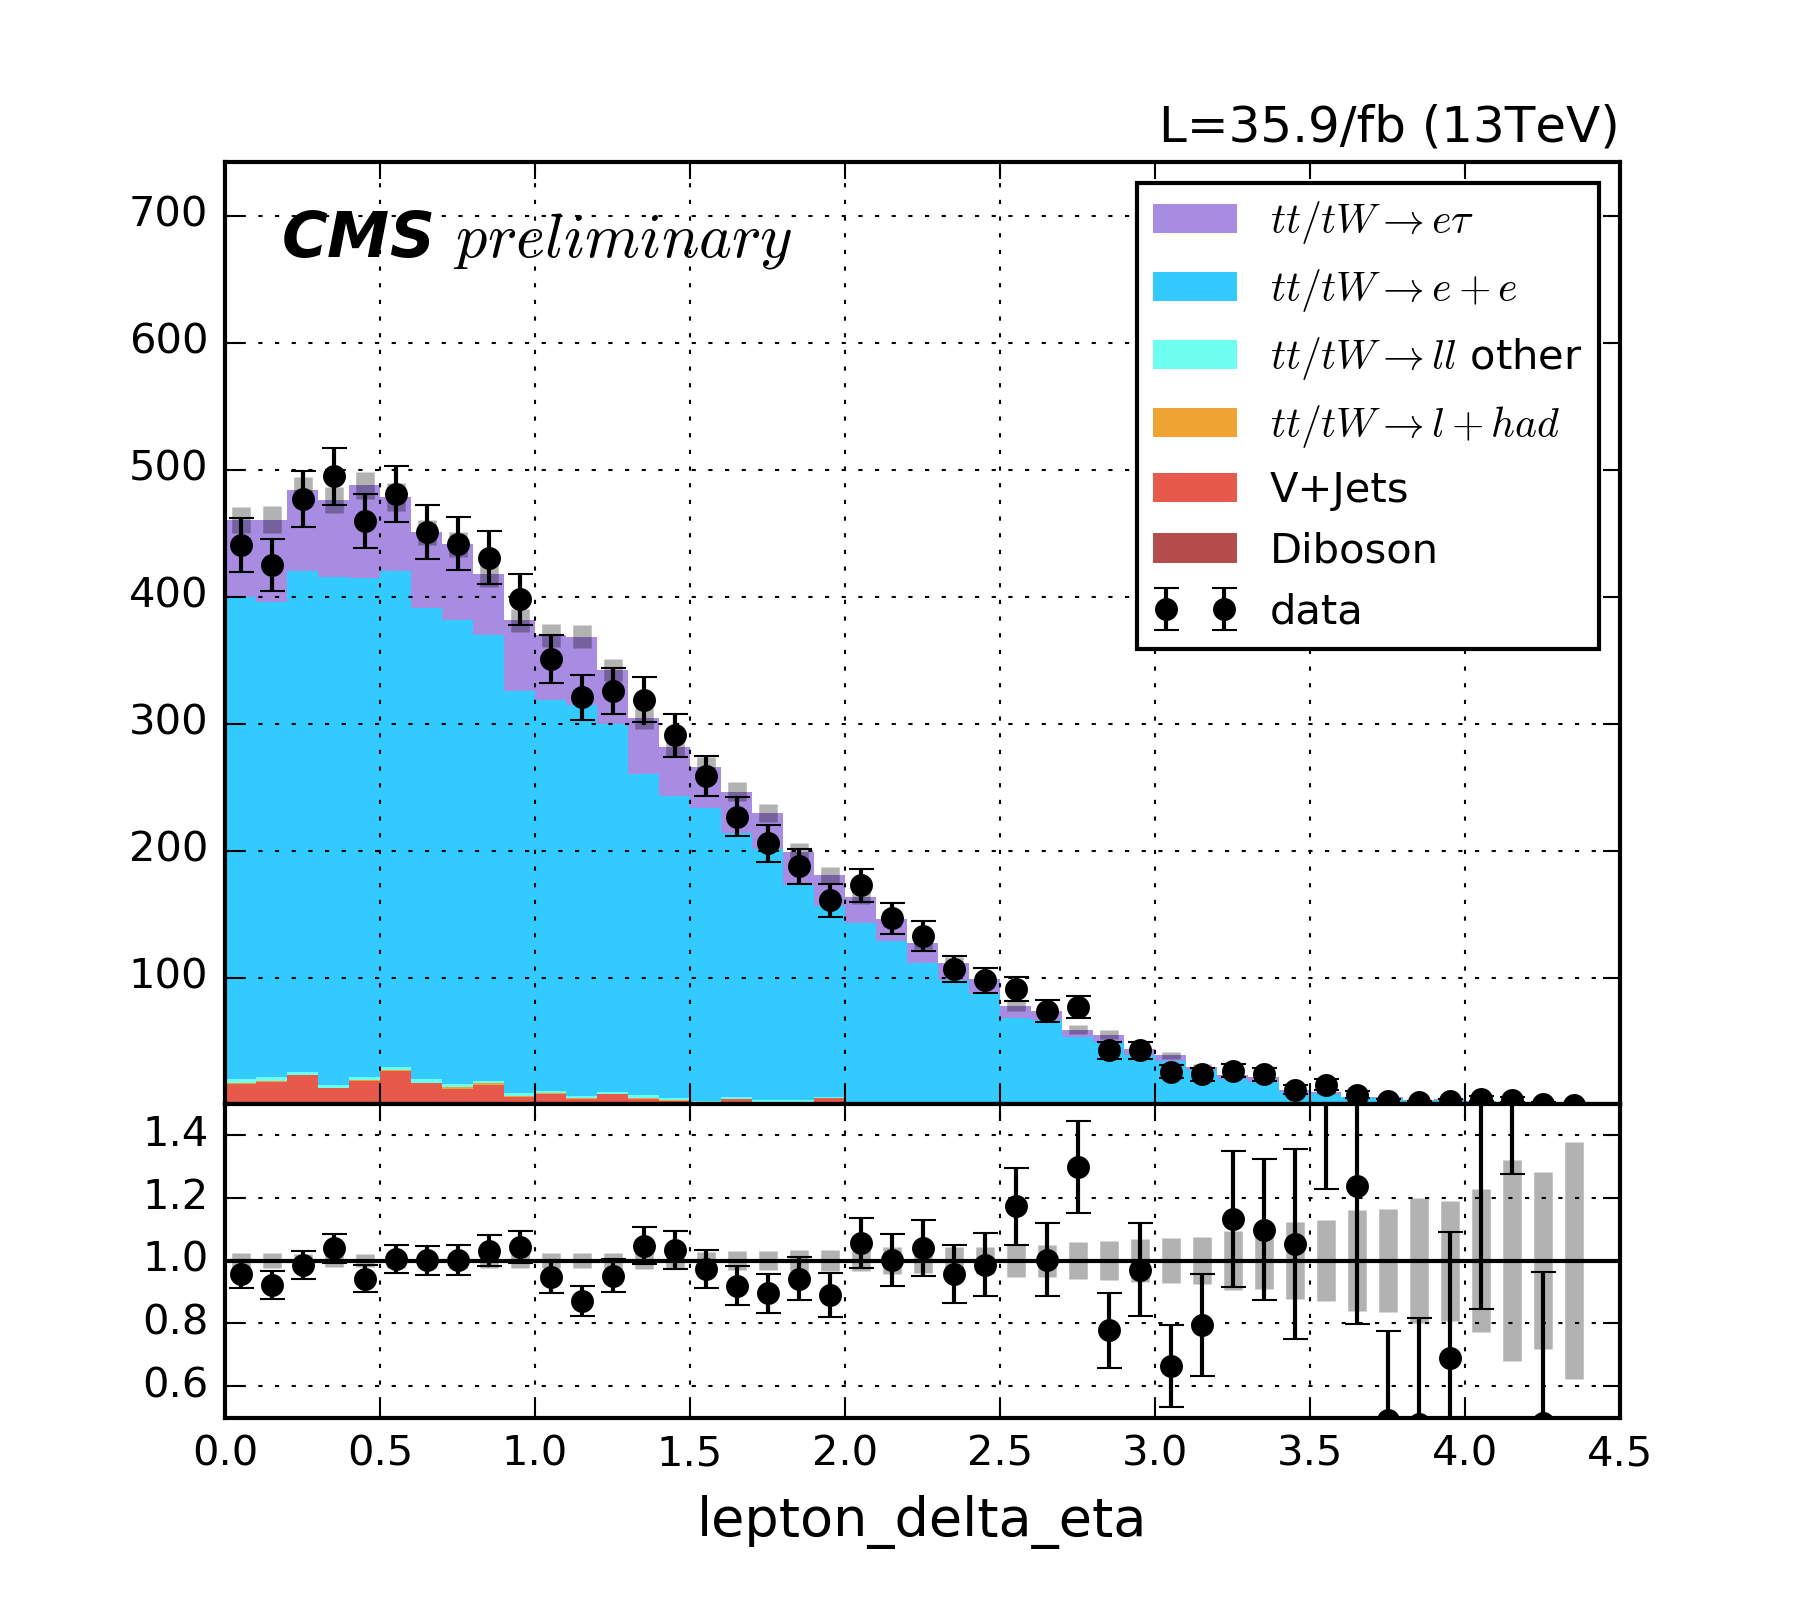 L=35.9/fb (13TeV)
CMS preliminary
700
600
500
400
300
200
100
tt/tW → eτ
tt/tW → e + e
tt/tW → ll other
tt/tW → l + had
V+Jets
Diboson
data
1.4
1.2
1.0
0.8
0.6
0.0 0.5 1.0 1.5 2.0 2.5 3.0 3.5 4.0 4.5
lepton_delta_eta